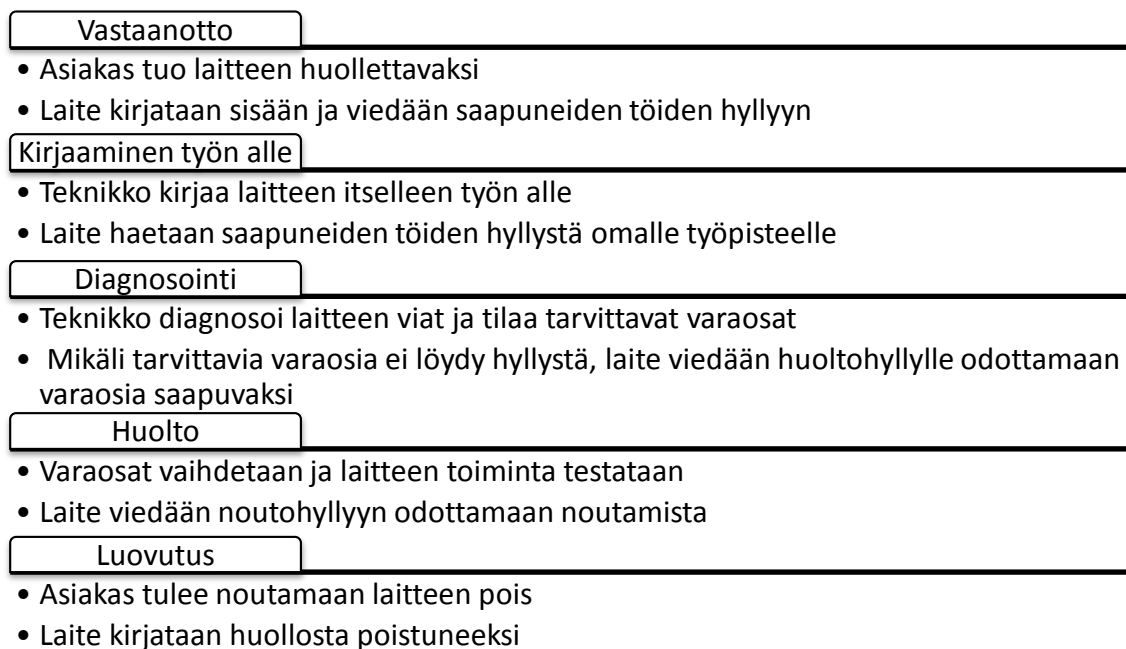 Vastaanotto
• Asiakas tuo laitteen huollettavaksi
• Laite kirjataan sisään ja viedään saapuneiden töiden hyllyyn
Kirjaaminen työn alle
• Teknikko kirjaa laitteen itselleen työn alle
• Laite haetaan saapuneiden töiden hyllystä omalle työpisteelle
Diagnosointi
• Teknikko diagnosoi laitteen viat ja tilaa tarvittavat varaosat
• Mikäli tarvittavia varaosia ei löydy hyllystä, laite viedään huoltohyllylle odottamaan
varaosia saapuvaksi
Huolto
• Varaosat vaihdetaan ja laitteen toiminta testataan
• Laite viedään noutohyllyyn odottamaan noutamista
Luovutus
• Asiakas tulee noutamaan laitteen pois
• Laite kirjataan huollosta poistuneeksi